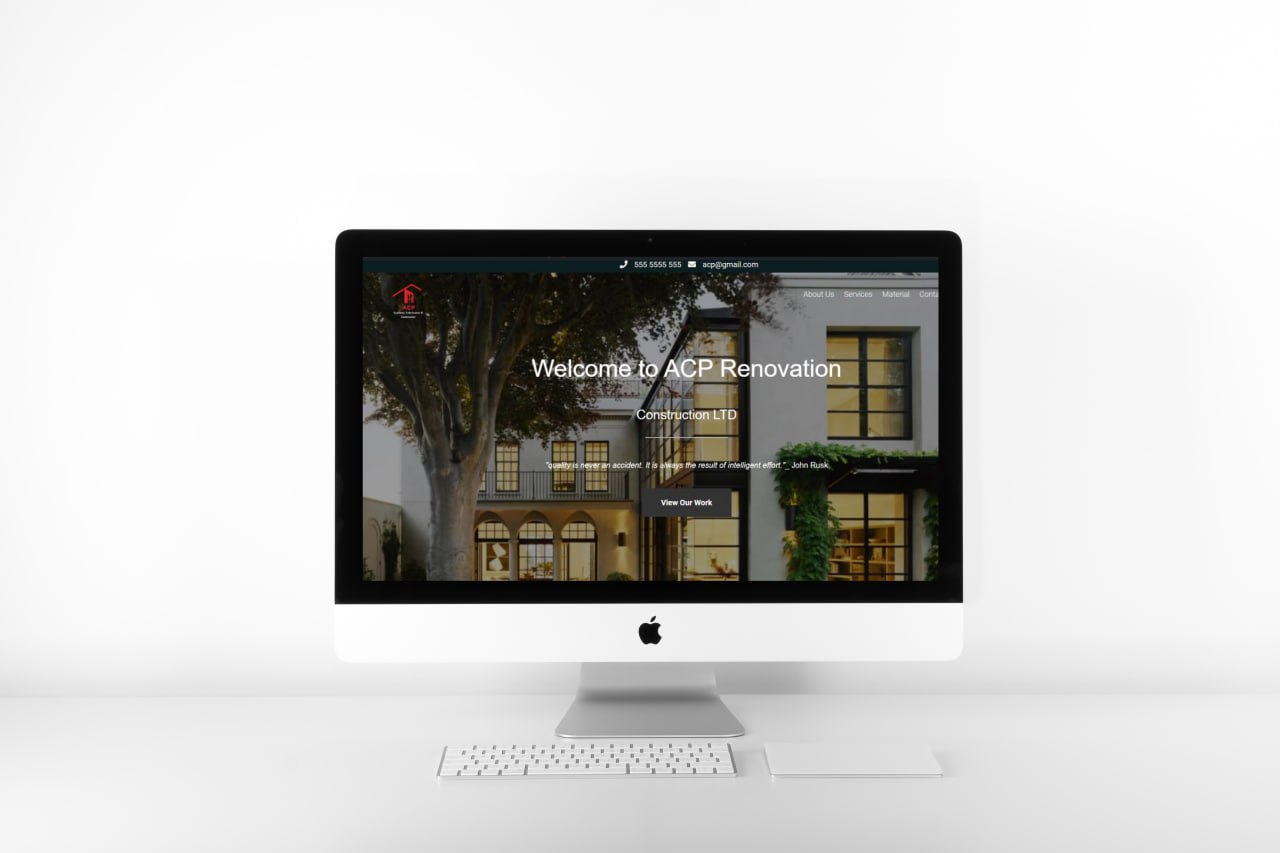 555 5555 555 acp@gmail.com
ACP
About Us Services Material Conta
Welcome to ACP Renovation
Construction LTD
"quality is never an accident. It is always the result of intelligent effort."_ John Rusk
View Our Work